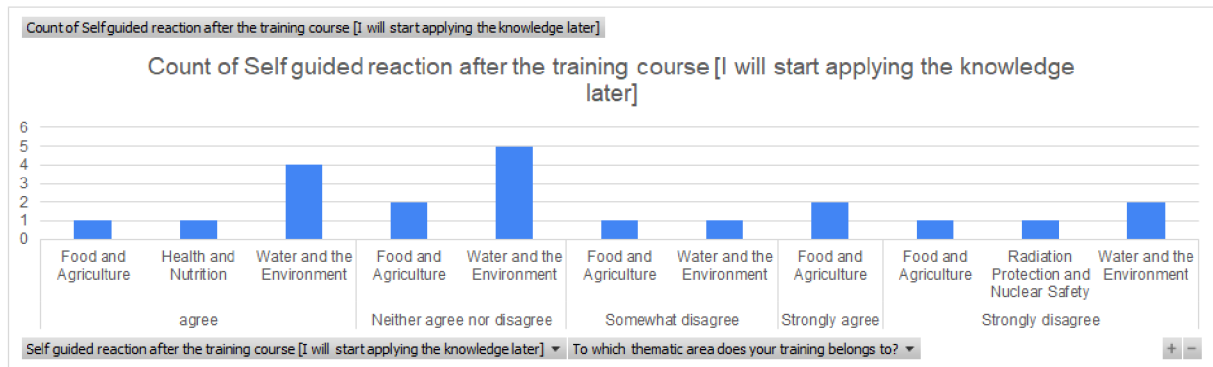 Count of Self guided reaction after the training course [I will start applying the knowledge later]
Count of Self guided reaction after the training course [I will start applying the knowledge
later]
6
5
4
3
2
1
0
Food and Agriculture
Health and Nutrition
Water and the Environment
Food and Agriculture
Water and the Environment
Food and Agriculture
Water and the Environment
Food and Agriculture
Food and Agriculture
Radiation Protection and Nuclear Safety
Water and the Environment
agree
Neither agree nor disagree
Somewhat disagree
Strongly agree
Strongly disagree
Self guided reaction after the training course [I will start applying the knowledge later]
To which thematic area does your training belongs to?
+ −